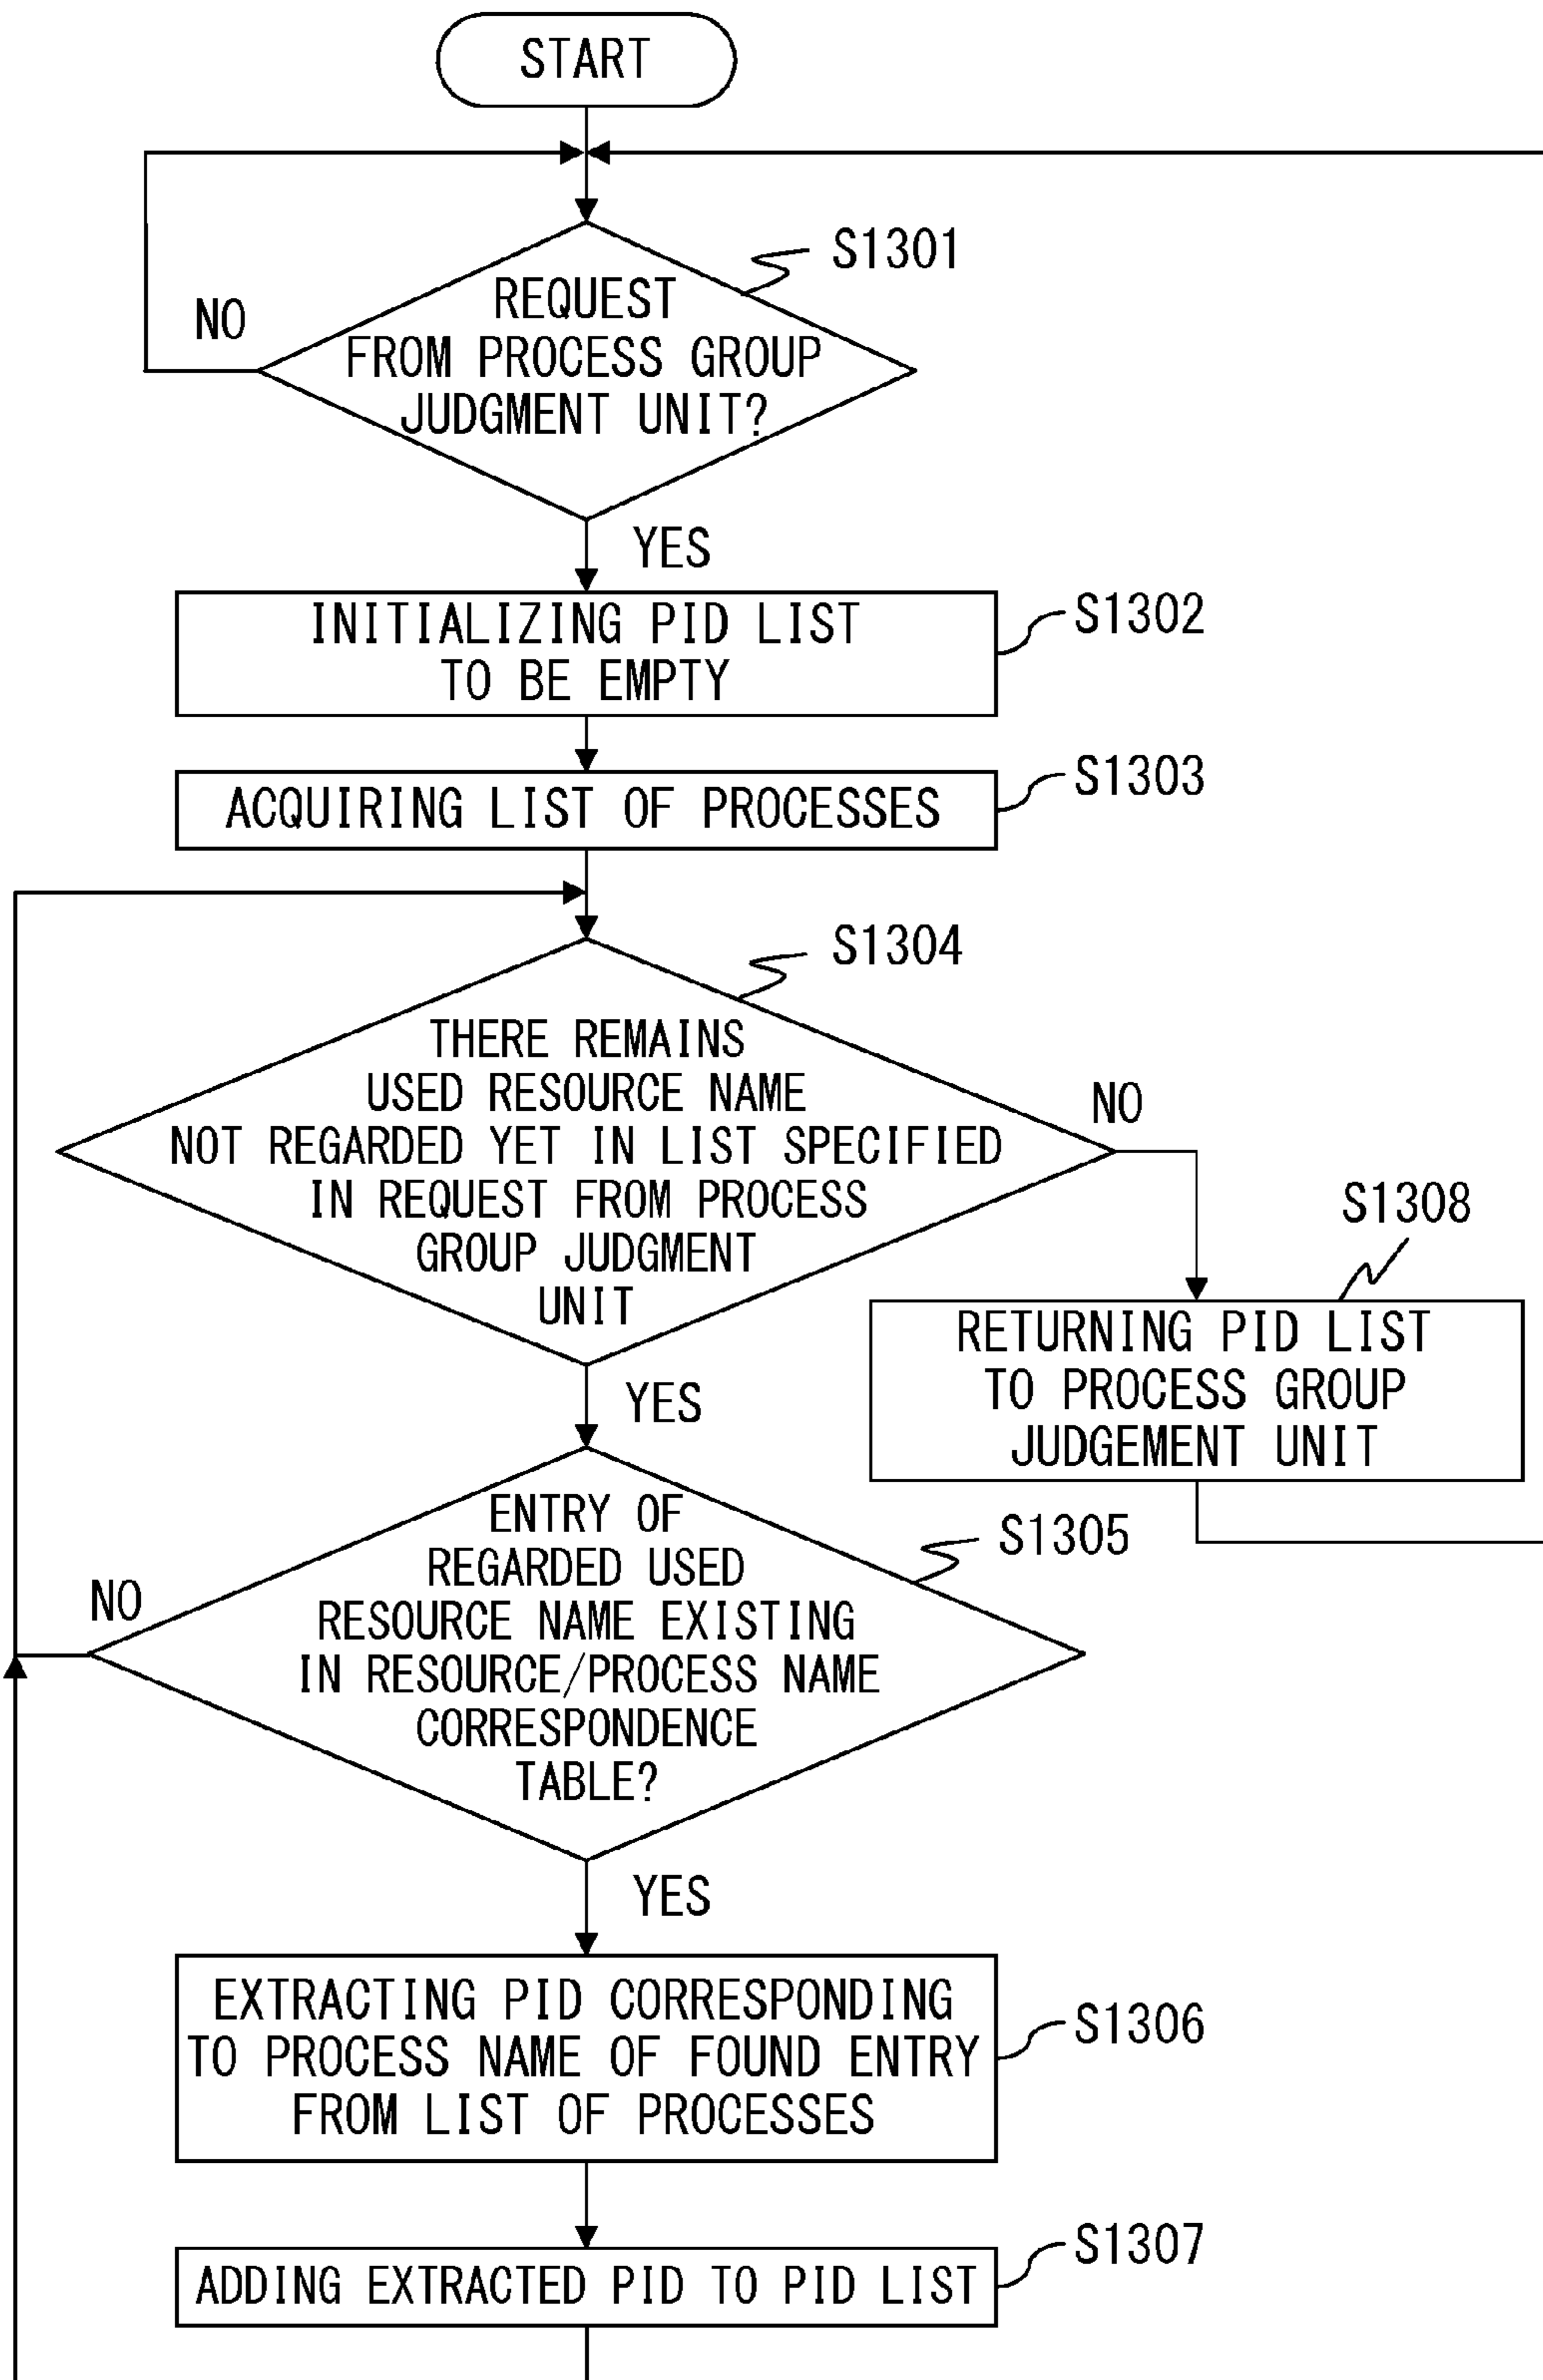 START
S1301
REQUEST
FROM PROCESS GROUP
JUDGMENT UNIT?
NO
YES
INITIALIZING PID LIST
TO BE EMPTY
S1302
ACQUIRING LIST OF PROCESSES
S1303
S1304
THERE REMAINS
USED RESOURCE NAME
NOT REGARDED YET IN LIST SPECIFIED
IN REQUEST FROM PROCESS
GROUP JUDGMENT
UNIT
NO
YES
S1308
RETURNING PID LIST
TO PROCESS GROUP
JUDGEMENT UNIT
S1305
ENTRY OF
REGARDED USED
RESOURCE NAME EXISTING
IN RESOURCE/PROCESS NAME
CORRESPONDENCE
TABLE?
NO
YES
EXTRACTING PID CORRESPONDING
TO PROCESS NAME OF FOUND ENTRY
FROM LIST OF PROCESSES
S1306
ADDING EXTRACTED PID TO PID LIST
S1307